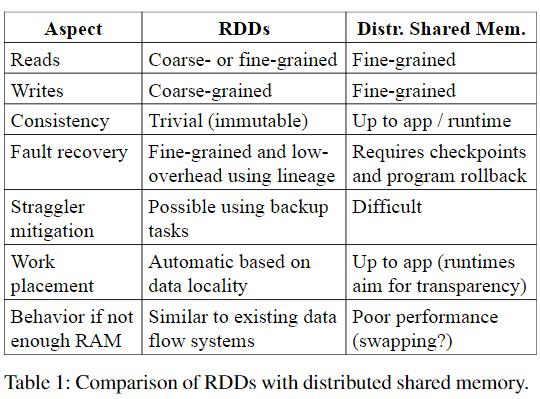 Aspect RDDs Distr. Shared Mem.
Reads Coarse- or fine-grained Fine-grained
Writes Coarse-grained Fine-grained
Consistency Trivial (immutable) Up to app / runtime
Fault recovery Fine-grained and low- Requires checkpoints
overhead using lineage and program rollback
Straggler Possible using backup Difficult
mitigation tasks
Work Automatic based on Up to app (runtimes
placement data locality aim for transparency)
Behavior if not Similar to existing data Poor performance
enough RAM flow systems (swapping?)
Table 1: Comparison of RDDs with distributed shared memory.